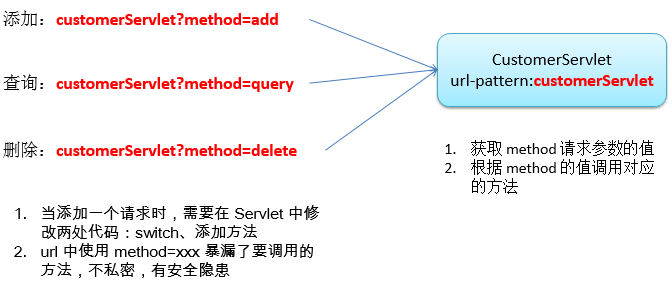 添加：customerServlet?method=add
查询：customerServlet?method=query
删除：customerServlet?method=delete
CustomerServlet
url-pattern:customerServlet
1. 获取 method 请求参数的值
2. 根据 method 的值调用对应
的方法
1. 当添加一个请求时，需要在 Servlet 中修
改两处代码：switch、添加方法
2. url 中使用 method=xxx 暴漏了要调用的
方法，不私密，有安全隐患